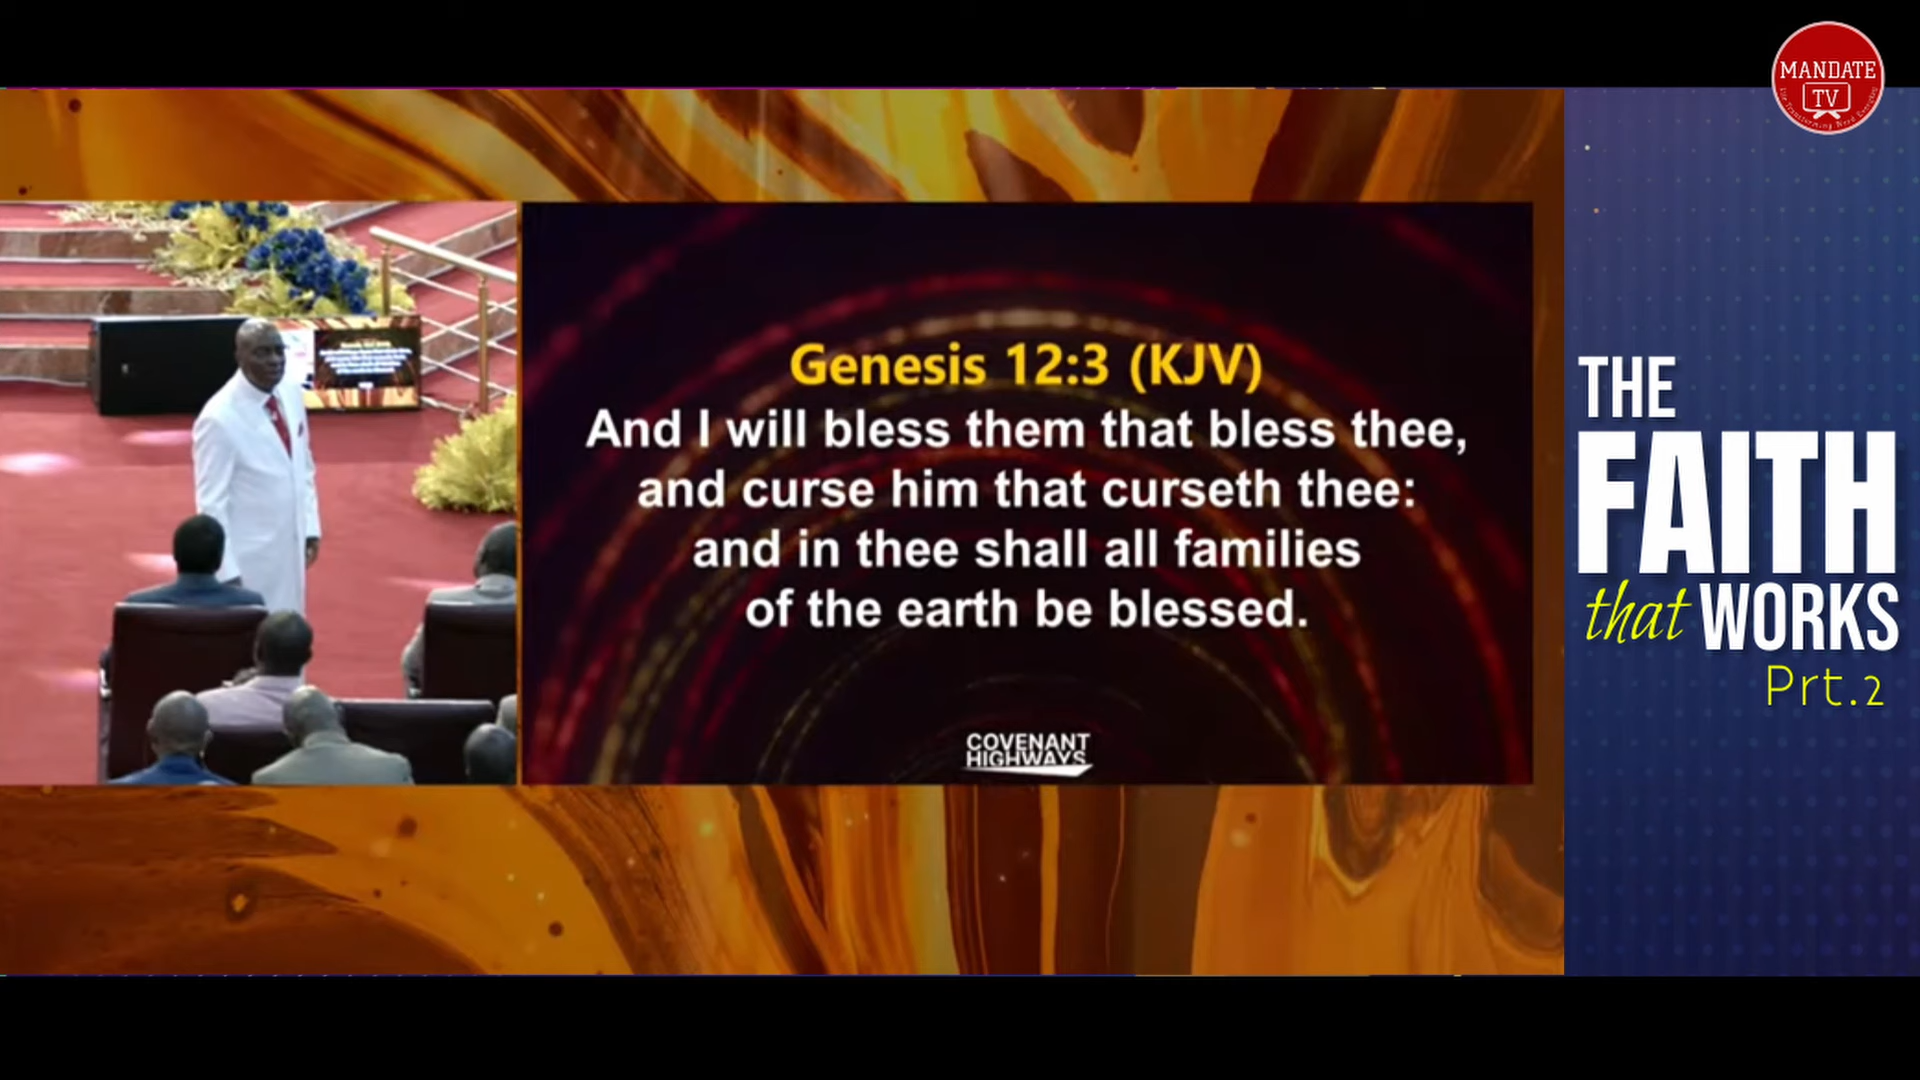 MANDATE
TV
Genesis 12:3 (KJV)
And I will bless them that bless thee,
and curse him that curseth thee:
and in thee shall all families
of the earth be blessed.
COVENANT
HIGHWAYS
THE
FAITH
that WORKS
Prt.2